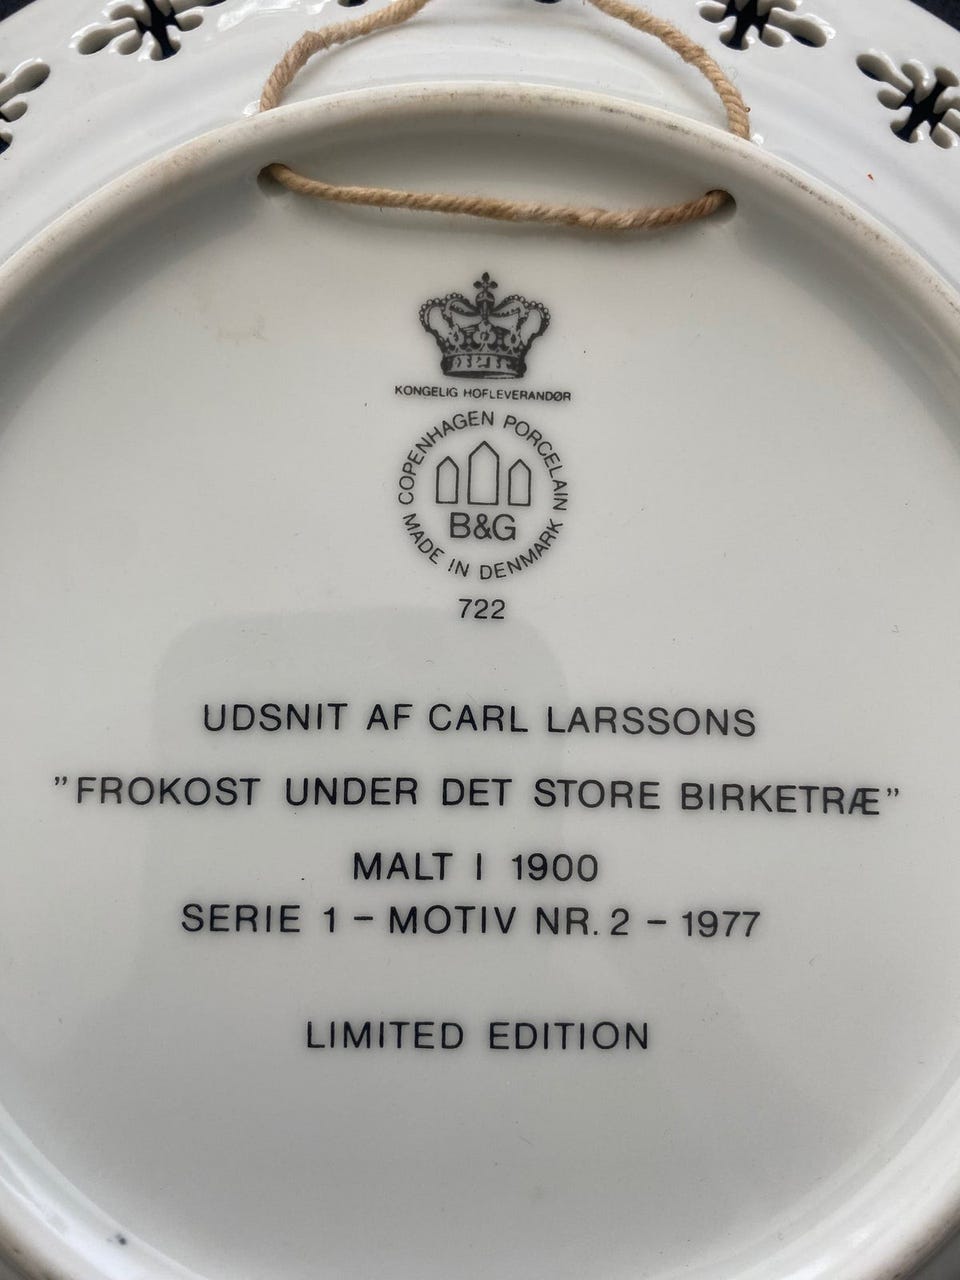 KONGELIG HOFLEVERANDØR
COPENHAGEN PORCELAIN
B&G
MADE IN DENMARK
722
UDSNIT AF CARL LARSSONS
”FROKOST UNDER DET STORE BIRKETRÆ”
MALT I 1900
SERIE 1 – MOTIV NR. 2 – 1977
LIMITED EDITION